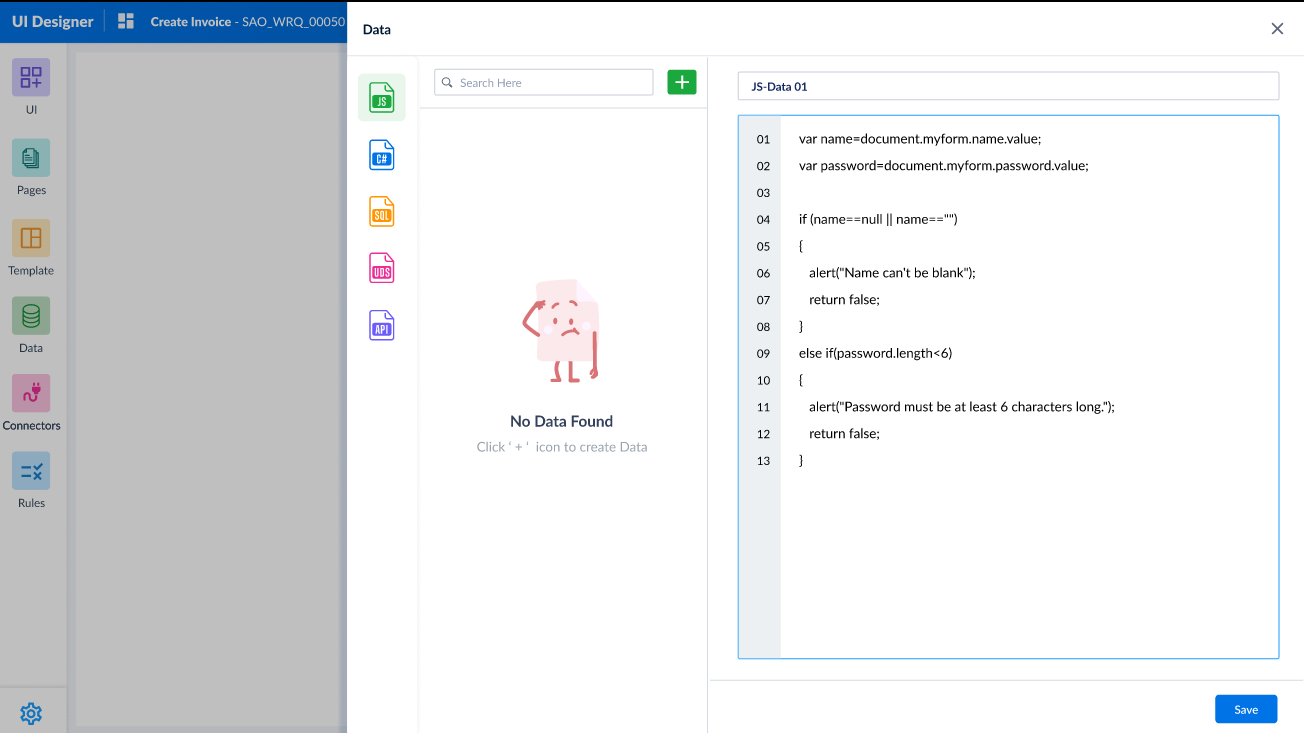 UI Designer
Create Invoice - SAO_WRQ_00050
Data
UI
Pages
Template
Data
Connectors
Rules
JS
C#
SQL
UDS
API
Search Here
No Data Found
Click ‘ + ‘ icon to create Data
JS-Data 01
01 var name=document.myform.name.value;
02 var password=document.myform.password.value;
03
04 if (name==null || name=="")
05 {
06 alert("Name can't be blank");
07 return false;
08 }
09 else if(password.length<6)
10 {
11 alert("Password must be at least 6 characters long.");
12 return false;
13 }
Save